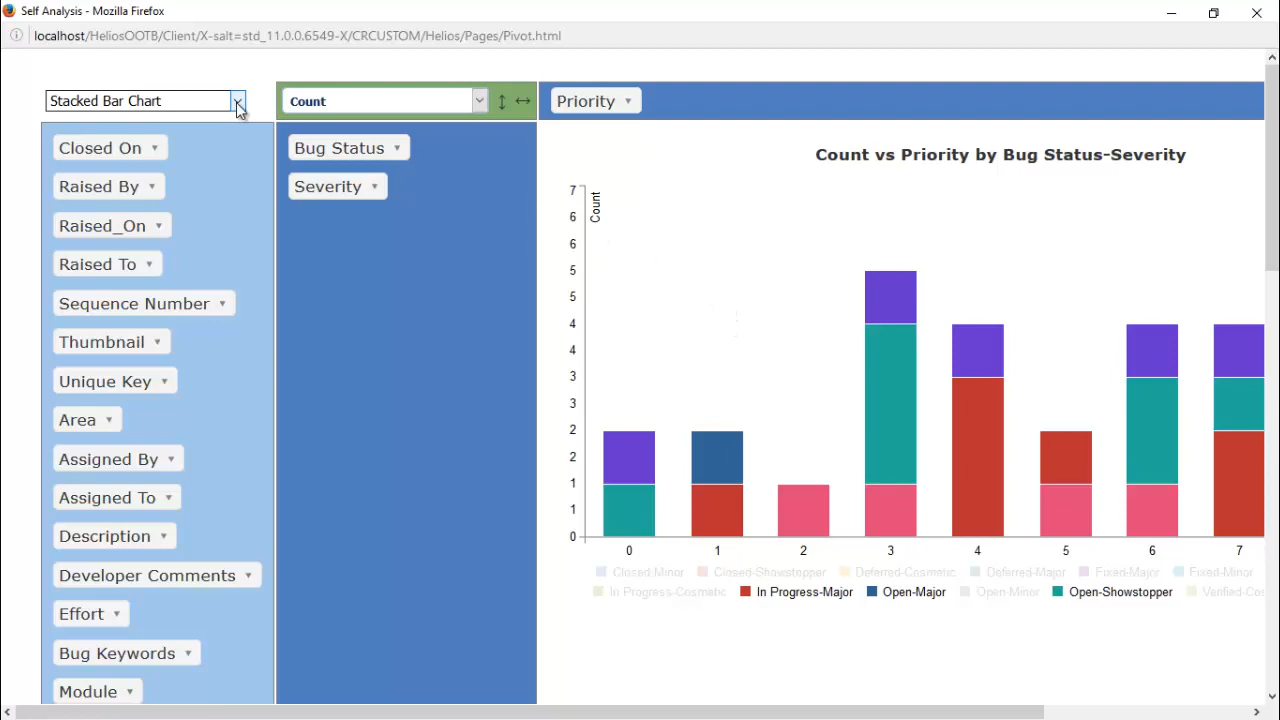 Self Analysis - Mozilla Firefox
localhost/HeliosOOTB/Client/X-salt=std_11.0.0.6549-X/CRCUSTOM/Helios/Pages/Pivot.html
Stacked Bar Chart
Count
Priority
Closed On
Raised By
Raised_On
Raised To
Sequence Number
Thumbnail
Unique Key
Area
Assigned By
Assigned To
Description
Developer Comments
Effort
Bug Keywords
Module
Bug Status
Severity
Count vs Priority by Bug Status-Severity
Count
7
6
6
5
5
4
4
3
3
2
2
1
1
0
0 1 2 3 4 5 6 7
Closed-Minor Closed-Showstopper Deferred-Cosmetic Deferred-Major Fixed-Major Fixed-Minor
In Progress-Cosmetic In Progress-Major Open-Major Open-Minor Open-Showstopper Verified-Co